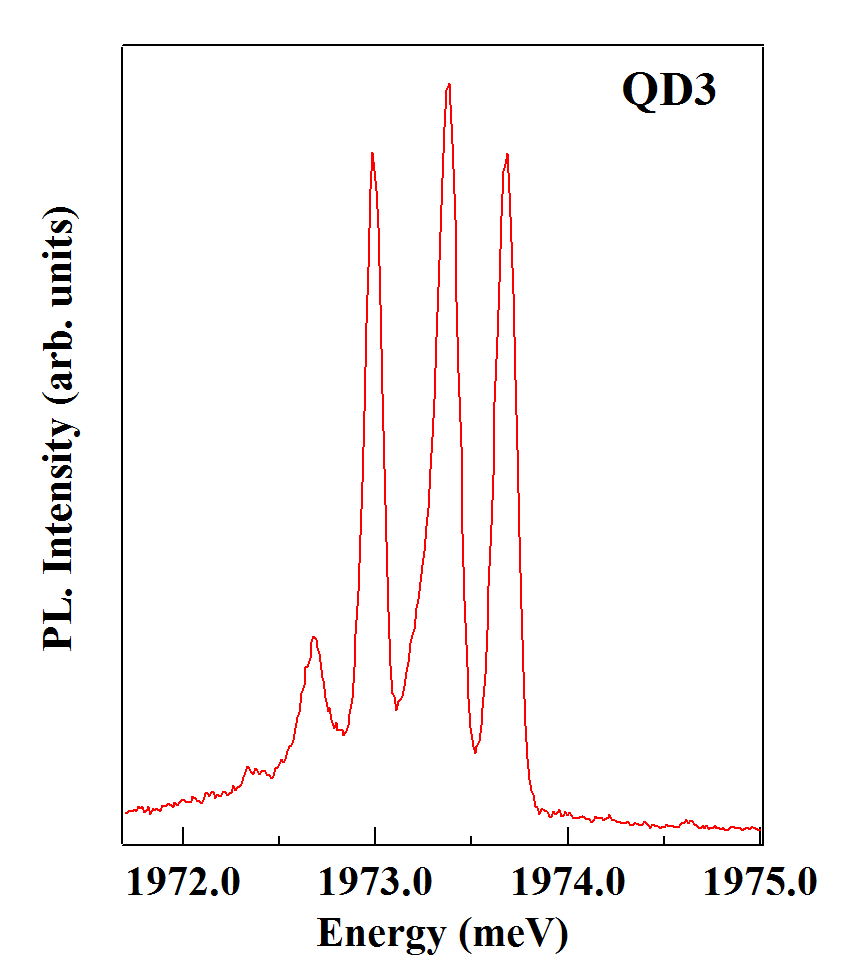 QD3
PL. Intensity (arb. units)
1972.0 1973.0 1974.0 1975.0
Energy (meV)